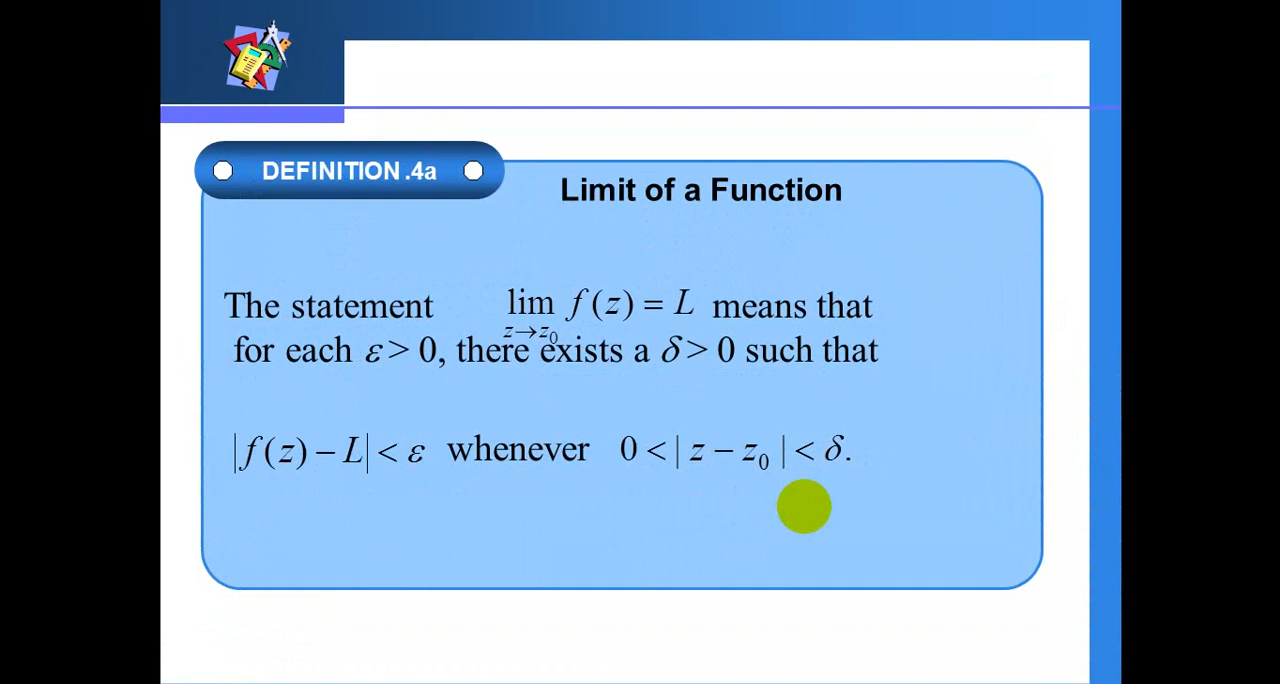 DEFINITION .4a
Limit of a Function
The statement lim f(z) = L means that
z→z₀
for each ε > 0, there exists a δ > 0 such that
|f(z) − L| < ε whenever 0 < | z − z₀ | < δ.